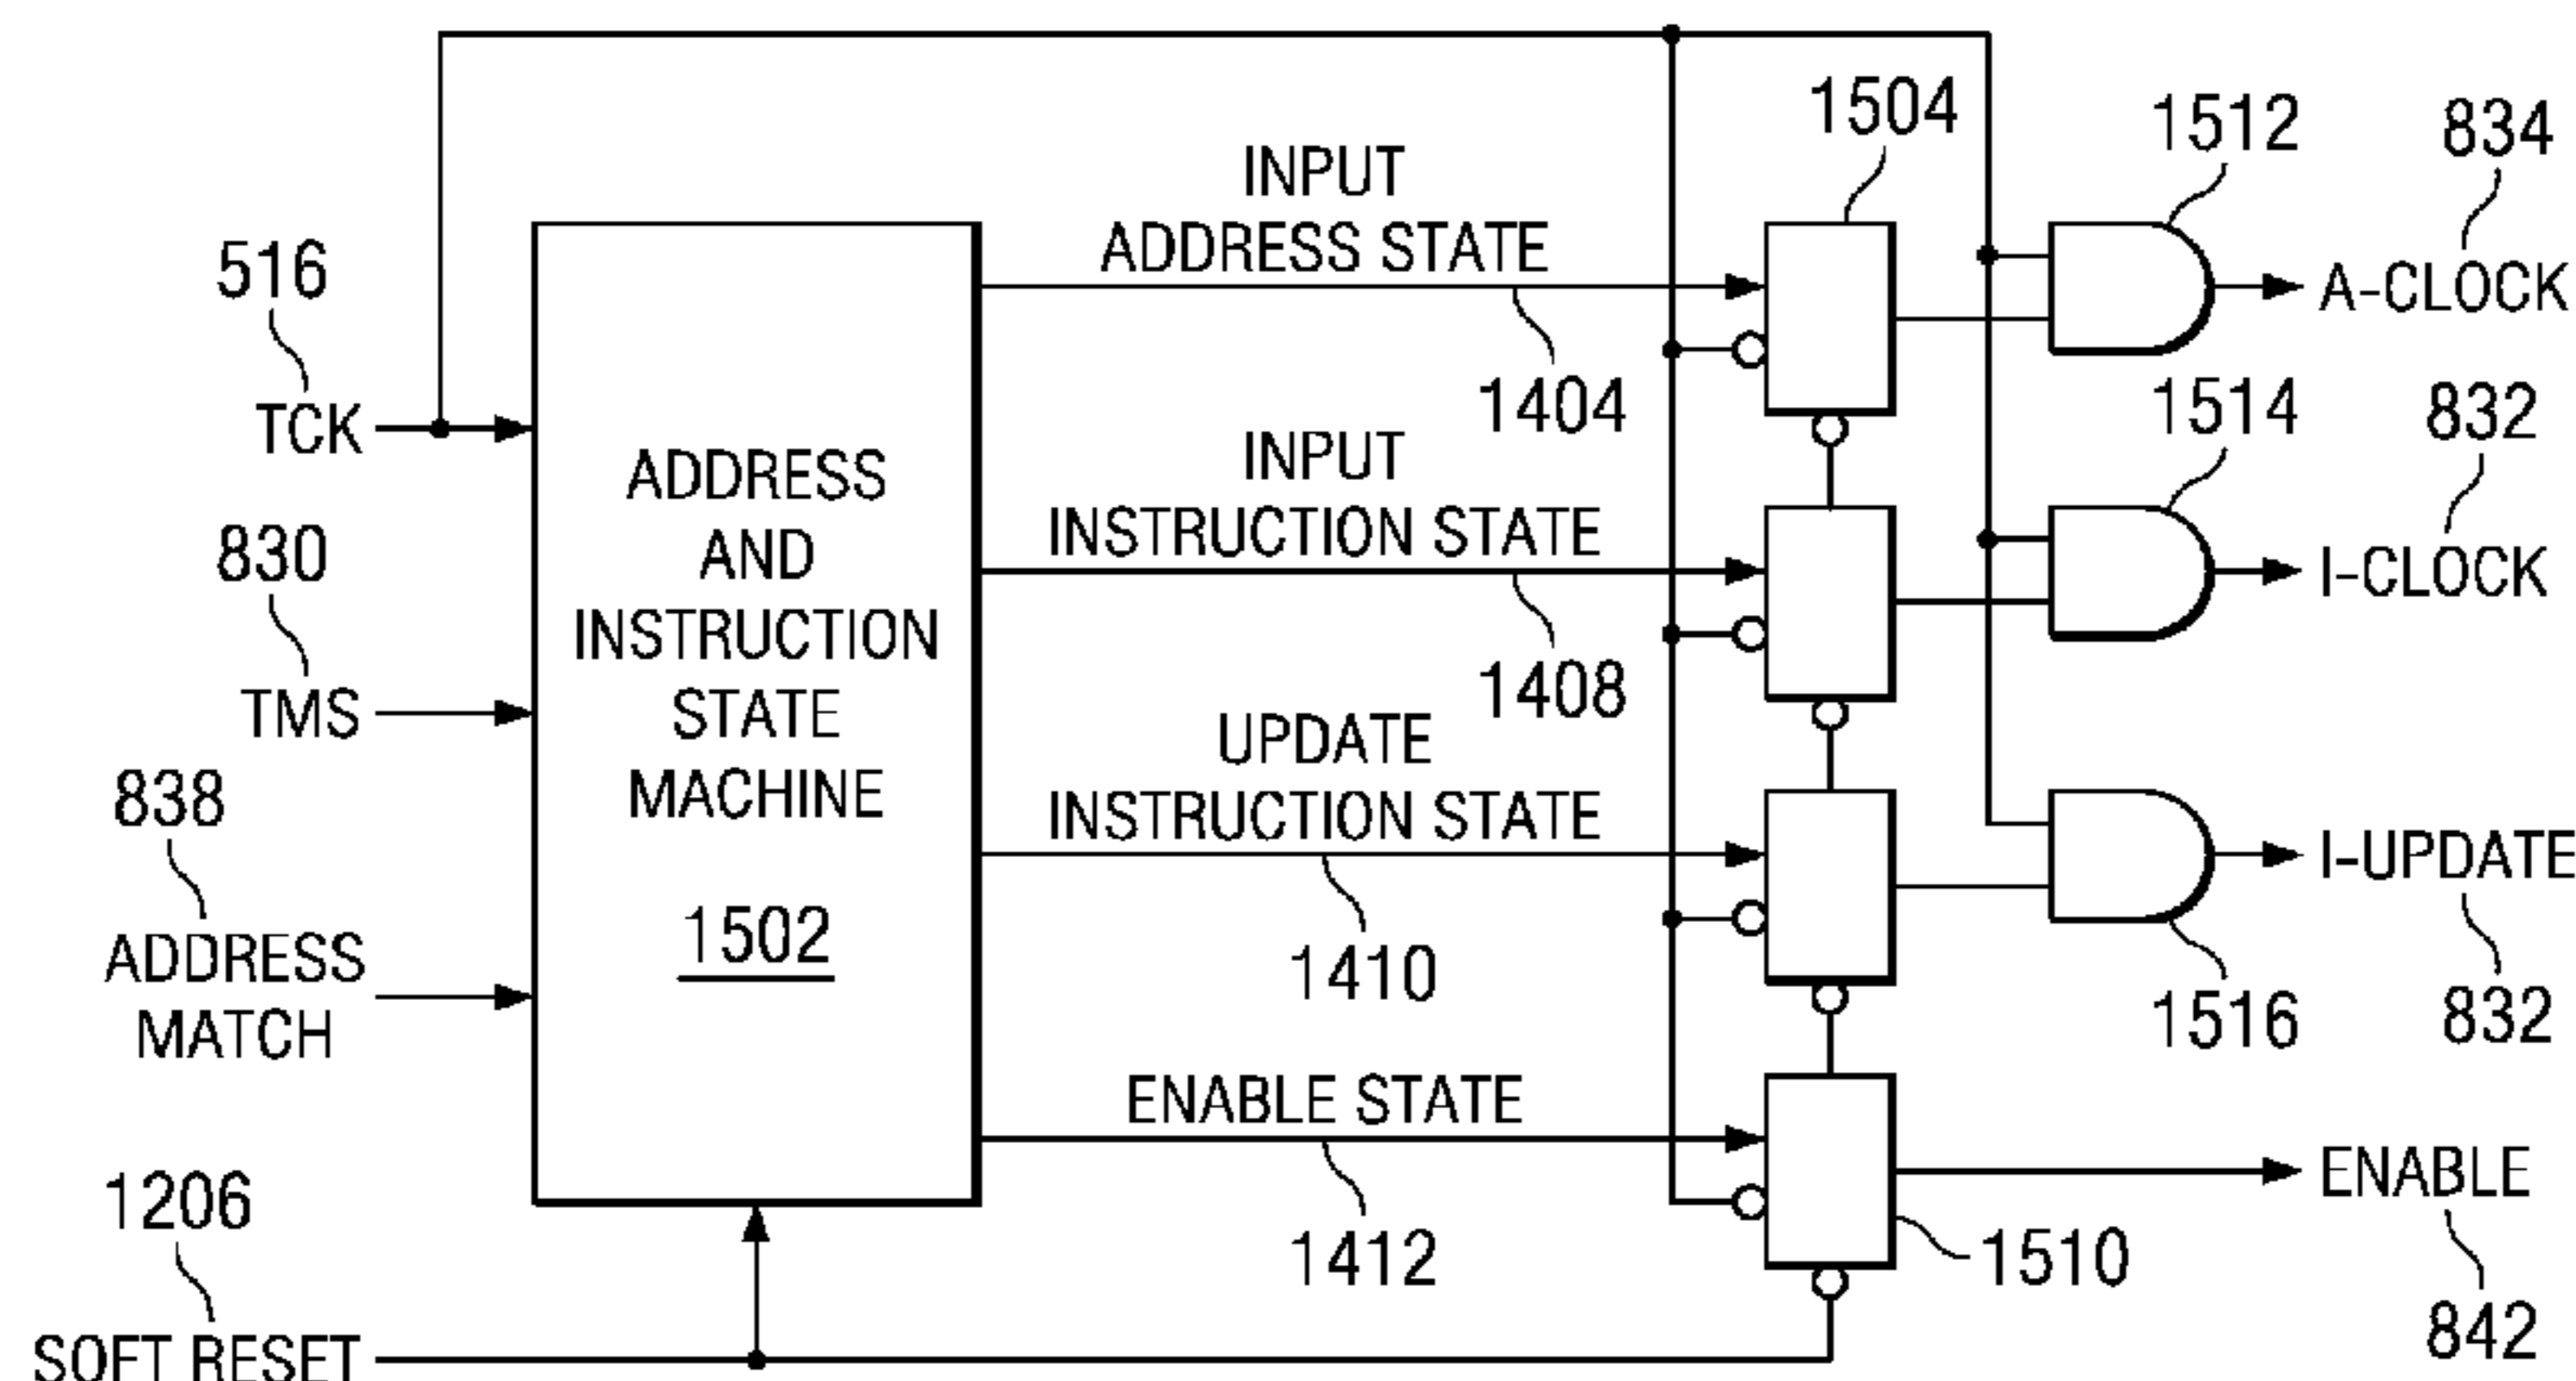 516
TCK
830
TMS
838
ADDRESS
MATCH
1206
SOFT RESET
ADDRESS
AND
INSTRUCTION
STATE
MACHINE
1502
INPUT
ADDRESS STATE
1404
INPUT
INSTRUCTION STATE
1408
UPDATE
INSTRUCTION STATE
1410
ENABLE STATE
1412
1504
1510
1512
834
A-CLOCK
1514
832
I-CLOCK
I-UPDATE
1516
832
ENABLE
842